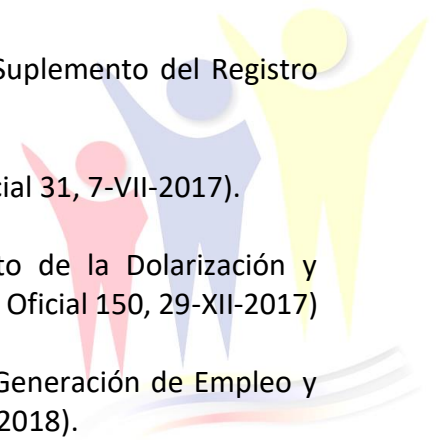 Suplemento del Registro
cial 31, 7-VII-2017).
to de la Dolarización y
Oficial 150, 29-XII-2017)
Generación de Empleo y
2018).